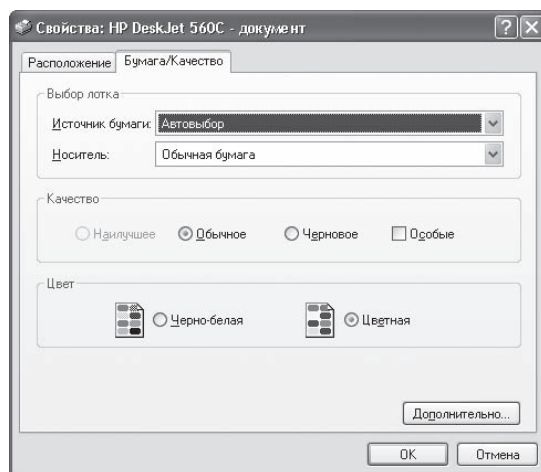 Свойства: HP DeskJet 560C - документ
Расположение Бумага/Качество
Выбор лотка
Источник бумаги: Автовыбор
Носитель: Обычная бумага
Качество
Наилучшее Обычное Черновое Особые
Цвет
Черно-белая Цветная
Дополнительно...
OK Отмена